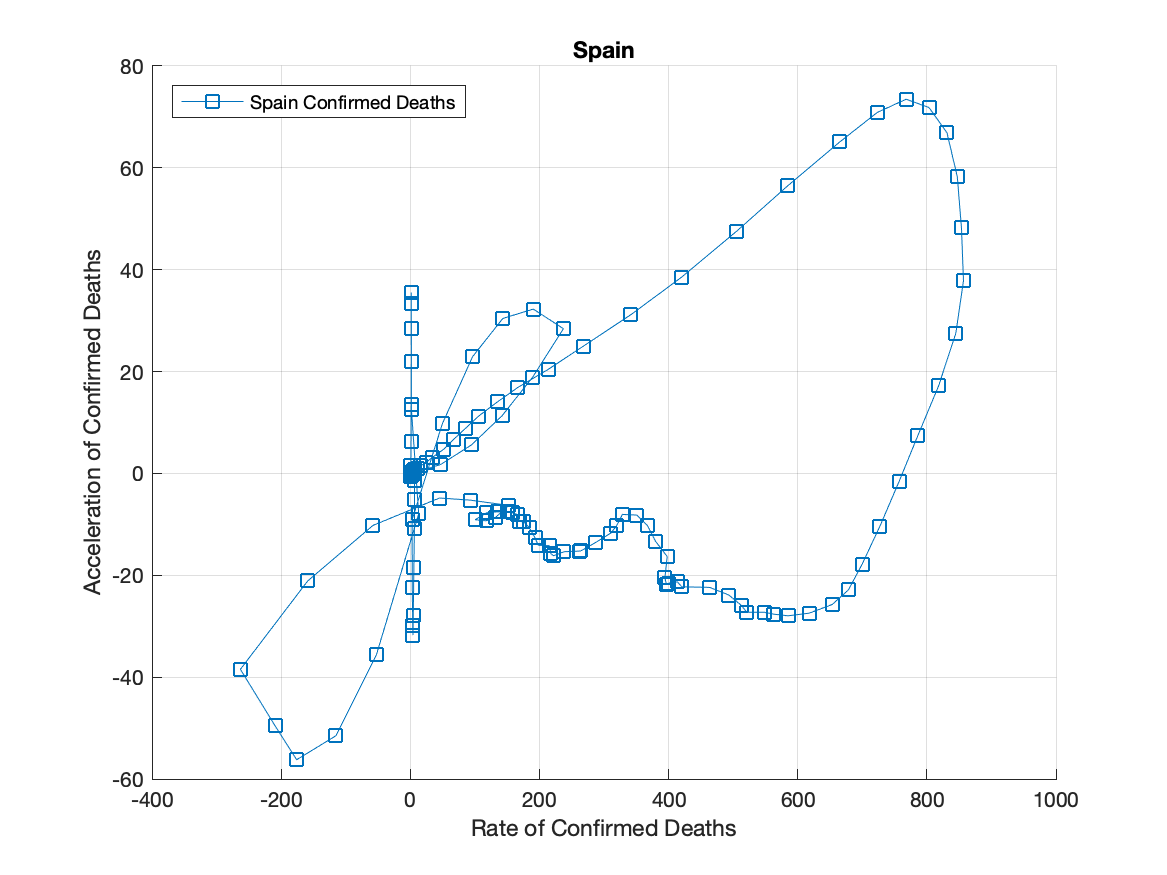 Spain
80
Spain Confirmed Deaths
60
40
20
0
-20
-40
-60
-400 -200 0 200 400 600 800 1000
Acceleration of Confirmed Deaths
Rate of Confirmed Deaths